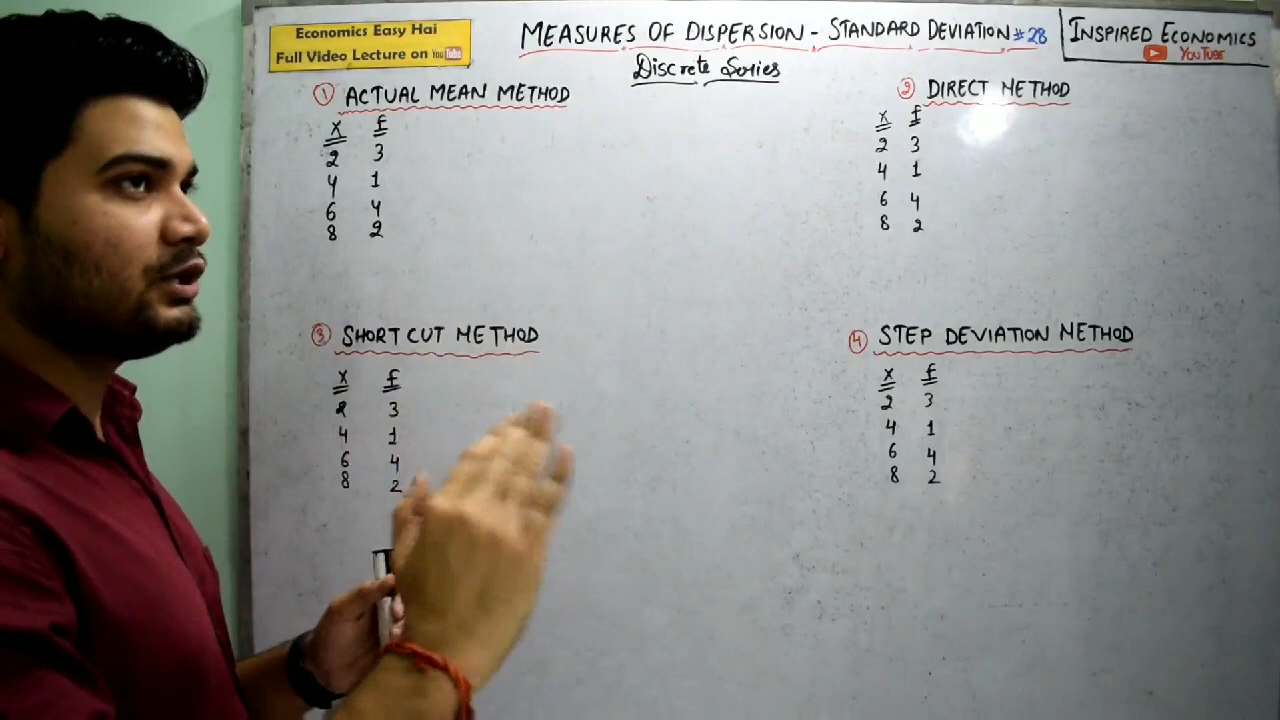 Economics Easy Hai
Full Video Lecture on YouTube
MEASURES OF DISPERSION - STANDARD DEVIATION #28
Discrete Series
INSPIRED ECONOMICS
YOUTUBE
① ACTUAL MEAN METHOD
X f
2 3
4 1
6 4
8 2
② DIRECT METHOD
X f
2 3
4 1
6 4
8 2
③ SHORT CUT METHOD
X f
2 3
4 1
6 4
8 2
④ STEP DEVIATION METHOD
X f
2 3
4 1
6 4
8 2